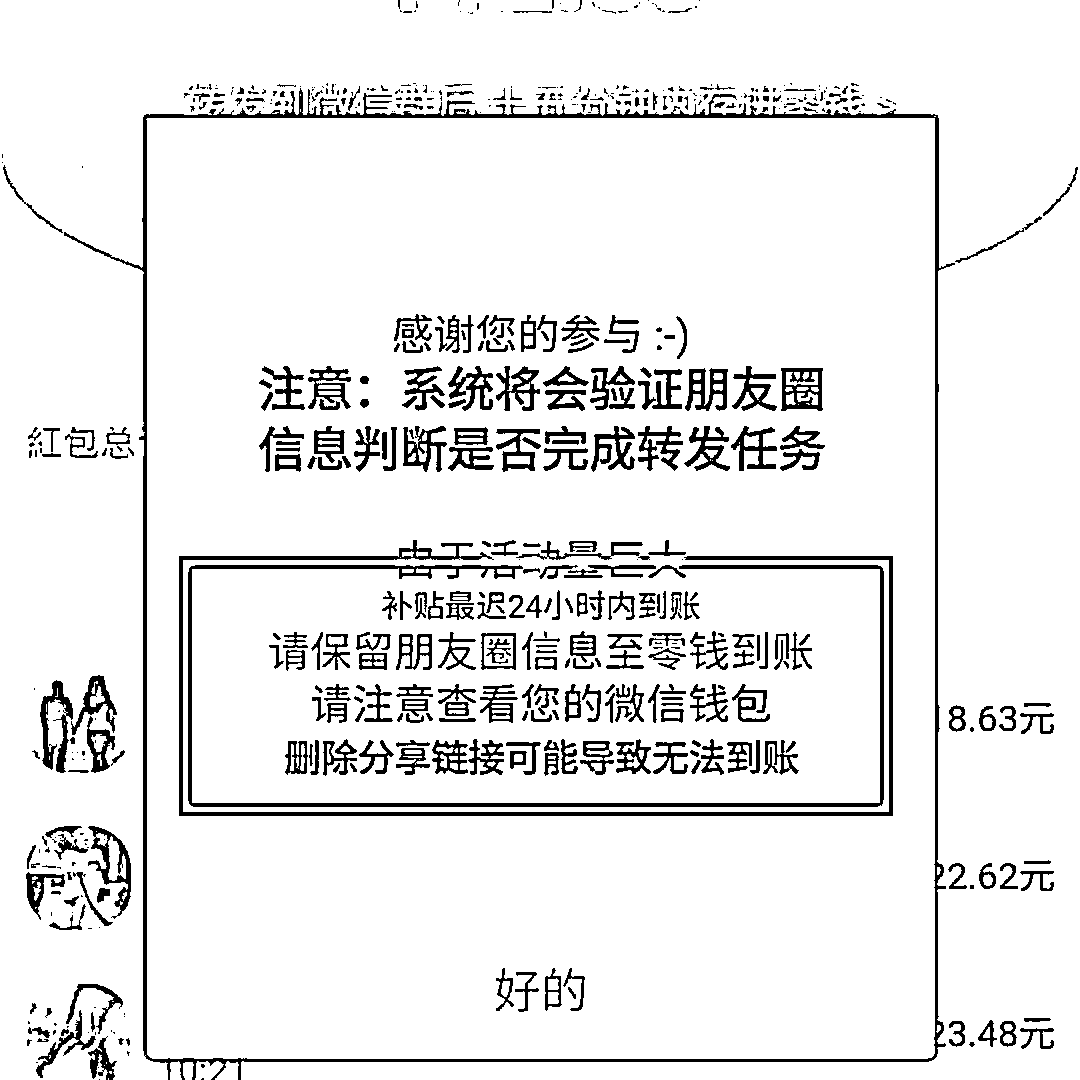 感谢您的参与 :-)
注意：系统将会验证朋友圈
信息判断是否完成转发任务
紅包总
由于活动量巨大
补贴最迟24小时内到账
请保留朋友圈信息至零钱到账
请注意查看您的微信钱包
8.63元
删除分享链接可能导致无法到账
22.62元
好的
23.48元
10:21